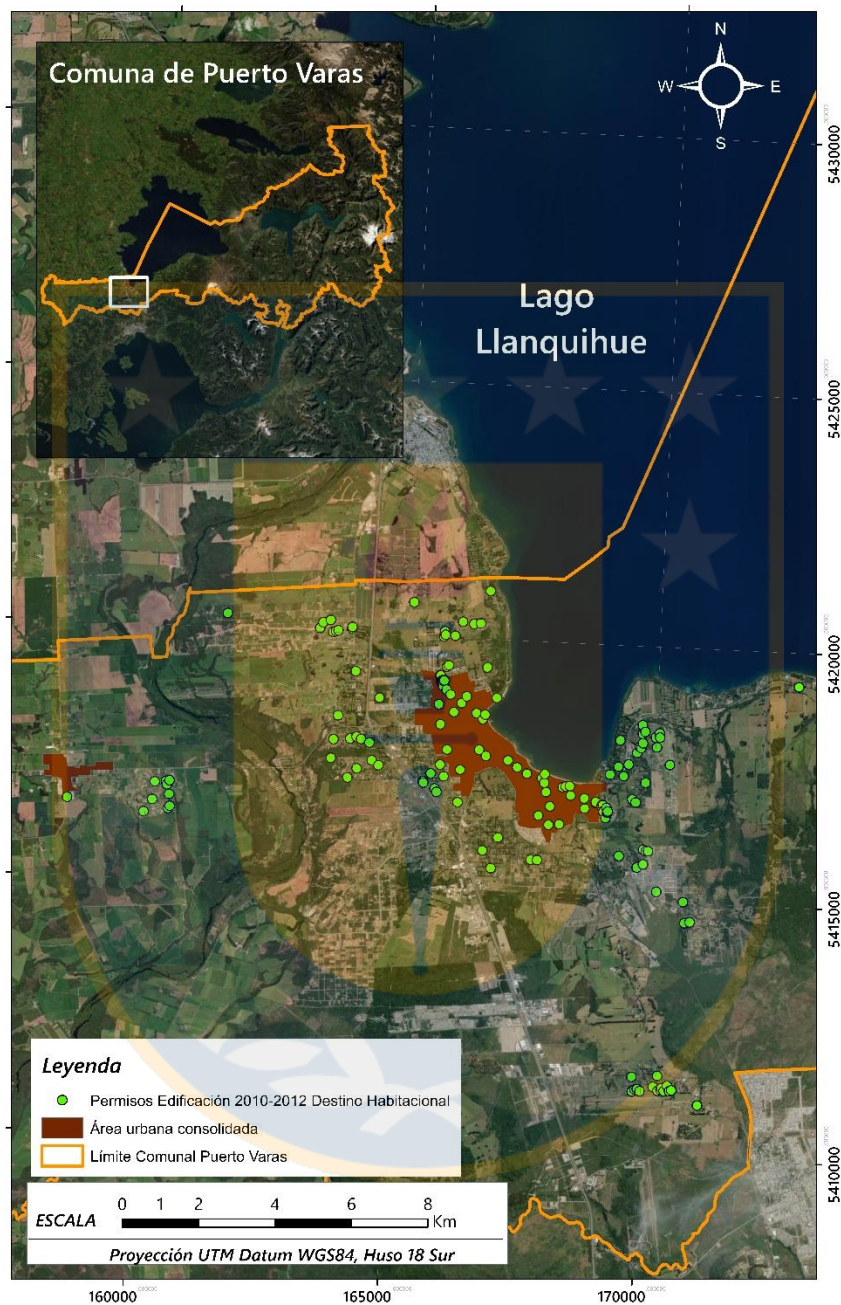 Comuna de Puerto Varas
N
W
E
S
Lago
Llanquihue
5430000
5425000
5420000
5415000
5410000
Leyenda
Permisos Edificación 2010-2012 Destino Habitacional
Área urbana consolidada
Límite Comunal Puerto Varas
ESCALA
0 1 2 4 6 8
Km
Proyección UTM Datum WGS84, Huso 18 Sur
160000
165000
170000